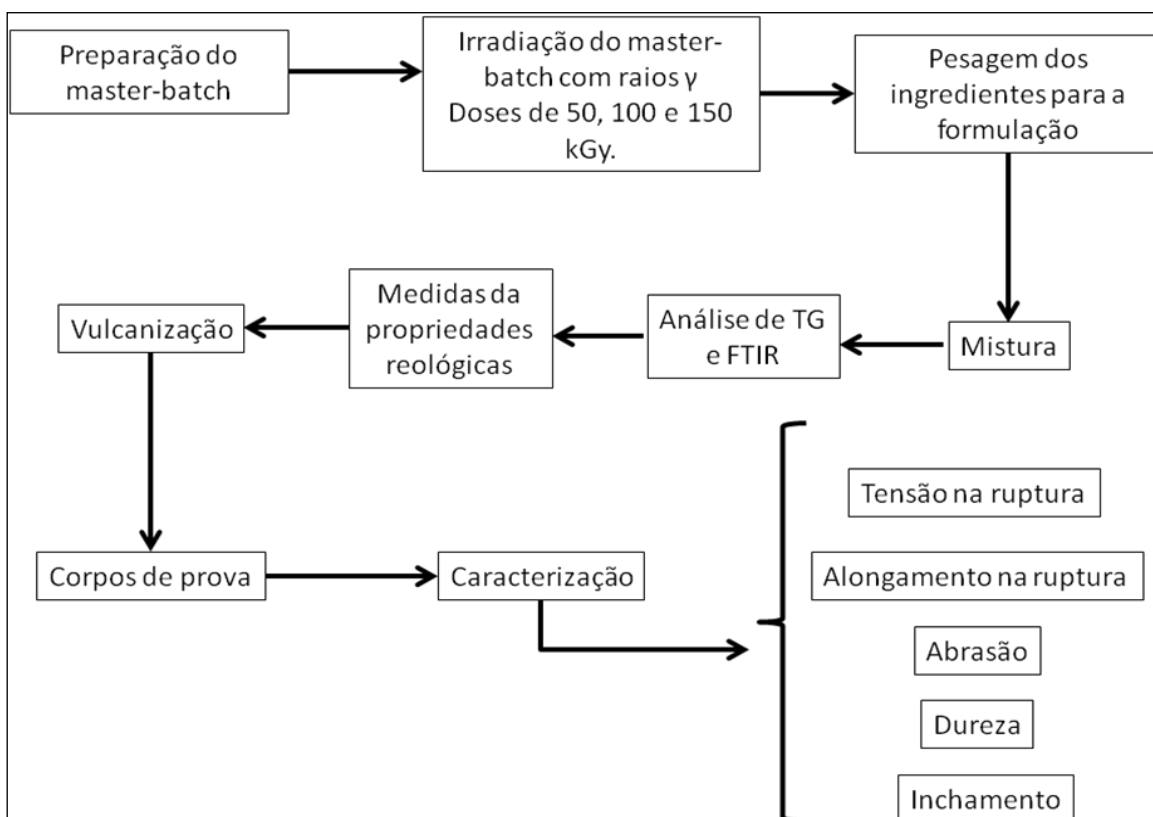 Preparação do
master-batch
Irradiação do master-
batch com raios γ
Doses de 50, 100 e 150
kGy.
Pesagem dos
ingredientes para a
formulação
Mistura
Análise de TG
e FTIR
Medidas da
propriedades
reológicas
Vulcanização
Corpos de prova
Caracterização
Tensão na ruptura
Alongamento na ruptura
Abrasão
Dureza
Inchamento